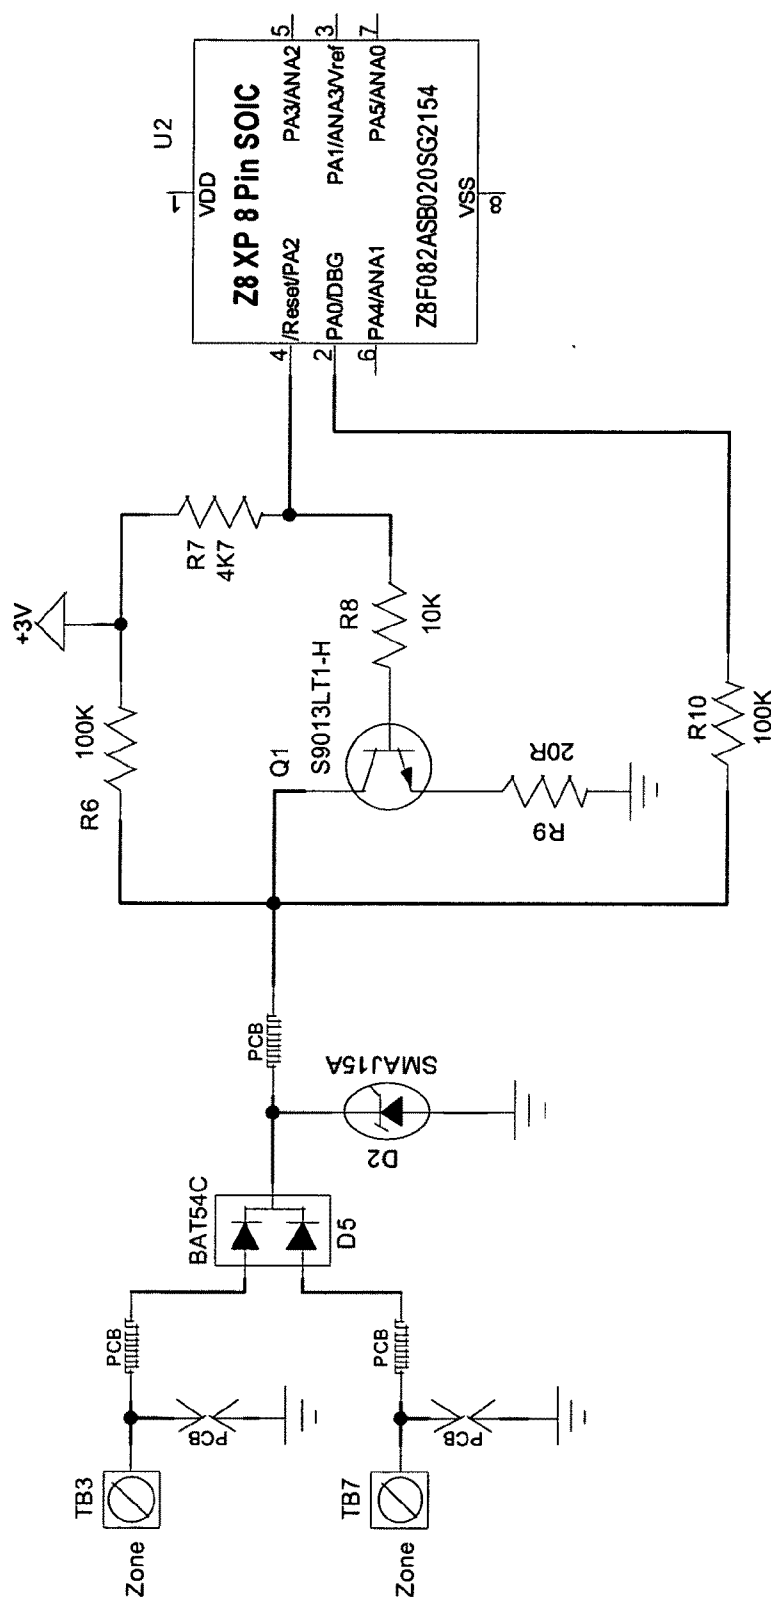 Zone
TB3
PCB
PCB
Zone
TB7
PCB
PCB
BAT54C
D5
D2
SMAJ15A
PCB
R6
100K
+3V
R7
4K7
Q1
S9013LT1-H
R8
10K
R9
20R
R10
100K
U2
1
VDD
Z8 XP 8 Pin SOIC
4
/Reset/PA2
PA3/ANA2
5
2
PA0/DBG
PA1/ANA3/Vref
3
6
PA4/ANA1
PA5/ANA0
7
Z8F082ASB020SG2154
VSS
8